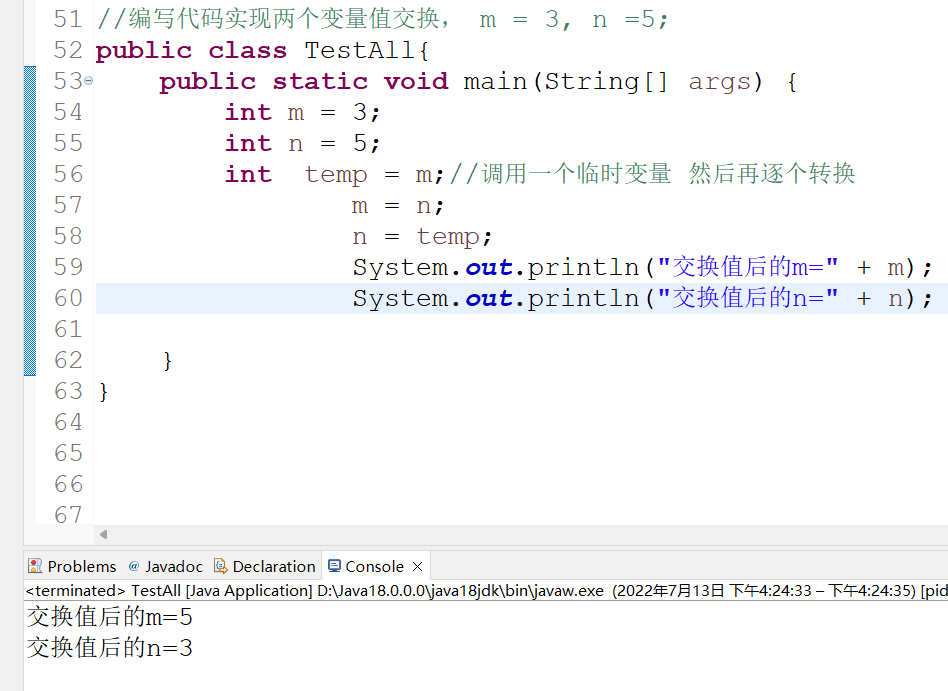 51 //编写代码实现两个变量值交换， m = 3, n =5;
52 public class TestAll{
53 public static void main(String[] args) {
54 int m = 3;
55 int n = 5;
56 int  temp = m;//调用一个临时变量 然后再逐个转换
57 m = n;
58 n = temp;
59 System.out.println("交换值后的m=" + m);
60 System.out.println("交换值后的n=" + n);
61
62 }
63 }
64
65
66
67
Problems @ Javadoc Declaration Console
<terminated> TestAll [Java Application] D:\Java18.0.0.0\java18jdk\bin\javaw.exe (2022年7月13日 下午4:24:33 – 下午4:24:35) [pid
交换值后的m=5
交换值后的n=3